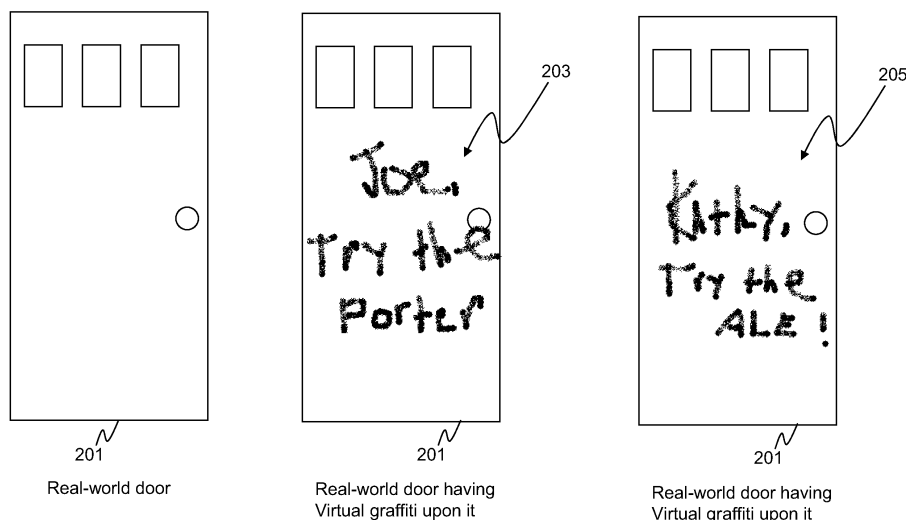 203
205
Joe,
Try the
Porter
Kathy,
Try the
ALE !
201
201
201
Real-world door
Real-world door having
Virtual graffiti upon it
Real-world door having
Virtual graffiti upon it